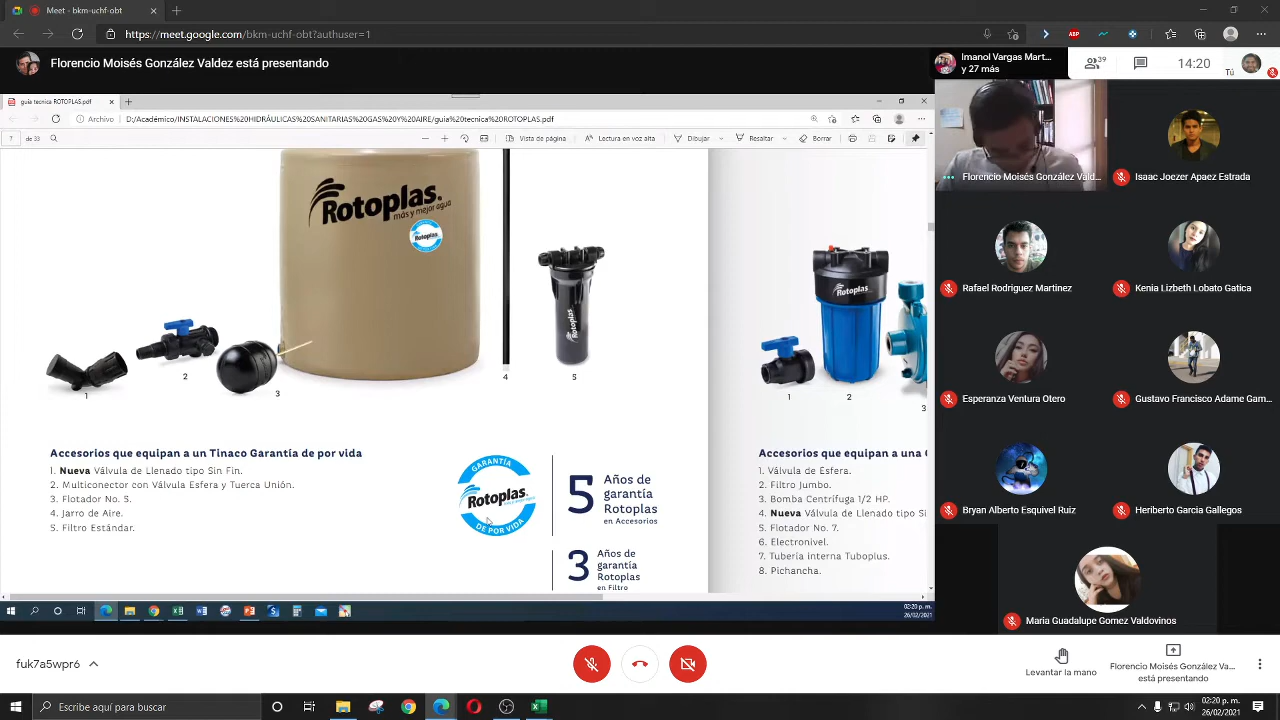 Meet - bkm-uchf-obt
https://meet.google.com/bkm-uchf-obt?authuser=1
ABP
Florencio Moisés González Valdez está presentando
Imanol Vargas Mart...
y 27 más
39
14:20
Tú
guia tecnica ROTOPLAS.pdf
Archivo
D:/Académico/INSTALACIONES%20HIDRÁULICAS%20SANITARIAS%20GAS%20Y%20AIRE/guia%20tecnica%20ROTOPLAS.pdf
7 de 33
Vista de página
Lectura en voz alta
Dibujar
Resaltar
Borrar
Rotoplas.
más y mejor agua
Rotoplas
Rotoplas
Rotoplas
1
2
3
4
5
1
2
3
Accesorios que equipan a un Tinaco Garantía de por vida
1. Nueva Válvula de Llenado tipo Sin Fin.
2. Multiconector con Válvula Esfera y Tuerca Unión.
3. Flotador No. 5.
4. Jarro de Aire.
5. Filtro Estándar.
GARANTÍA
Rotoplas
DE POR VIDA
5 Años de
garantía
Rotoplas
en Accesorios
3 Años de
garantía
Rotoplas
en Filtro
Accesorios que equipan a una
1. Válvula de Esfera.
2. Filtro Jumbo.
3. Bomba Centrífuga 1/2 HP.
4. Nueva Válvula de Llenado tipo Si
5. Flotador No. 7.
6. Electronivel.
7. Tubería interna Tuboplus.
8. Pichancha.
02:20 p. m.
26/02/2021
Florencio Moisés González Vald...
Isaac Joezer Apaez Estrada
Rafael Rodriguez Martinez
Kenia Lizbeth Lobato Gatica
Esperanza Ventura Otero
Gustavo Francisco Adame Gam...
Bryan Alberto Esquivel Ruiz
Heriberto Garcia Gallegos
Maria Guadalupe Gomez Valdovinos
fuk7a5wpr6
Levantar la mano
Florencio Moisés González Va...
está presentando
Escribe aquí para buscar
02:20 p. m.
26/02/2021